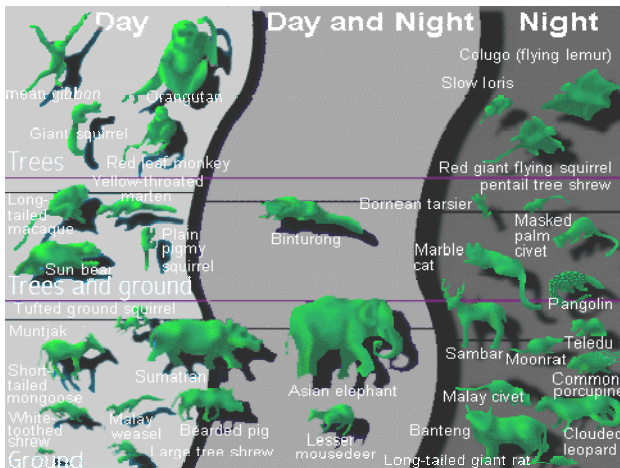 Day
Day and Night
Night
Colugo (flying lemur)
Slow loris
mean gibbon
Orangutan
Giant squirrel
Trees
Red leaf monkey
Red giant flying squirrel
Yellow-throated
marten
pentail tree shrew
Long-
tailed
macaque
Bornean tarsier
Masked
palm
civet
Plain
pigmy
squirrel
Binturong
Marble
cat
Sun bear
Trees and ground
Pangolin
Tufted ground squirrel
Muntjak
Teledu
Sambar
Moonrat
Short-
tailed
mongoose
Sumatran
Asian elephant
Common
porcupine
Malay civet
White-
toothed
shrew
Malay
weasel
Bearded pig
Lesser
mousedeer
Banteng
Clouded
leopard
Large tree shrew
Ground
Long-tailed giant rat